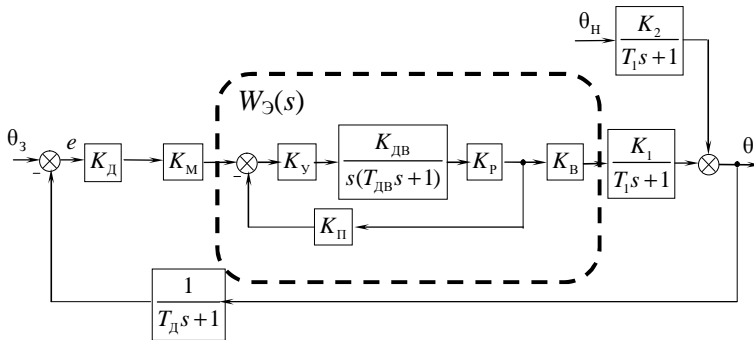 θН
K2
T1s+1
WЭ(s)
θЗ
e
−
KД
KМ
−
KУ
KДВ
s(TДВs+1)
KР
KВ
K1
T1s+1
θ
KП
1
TДs+1